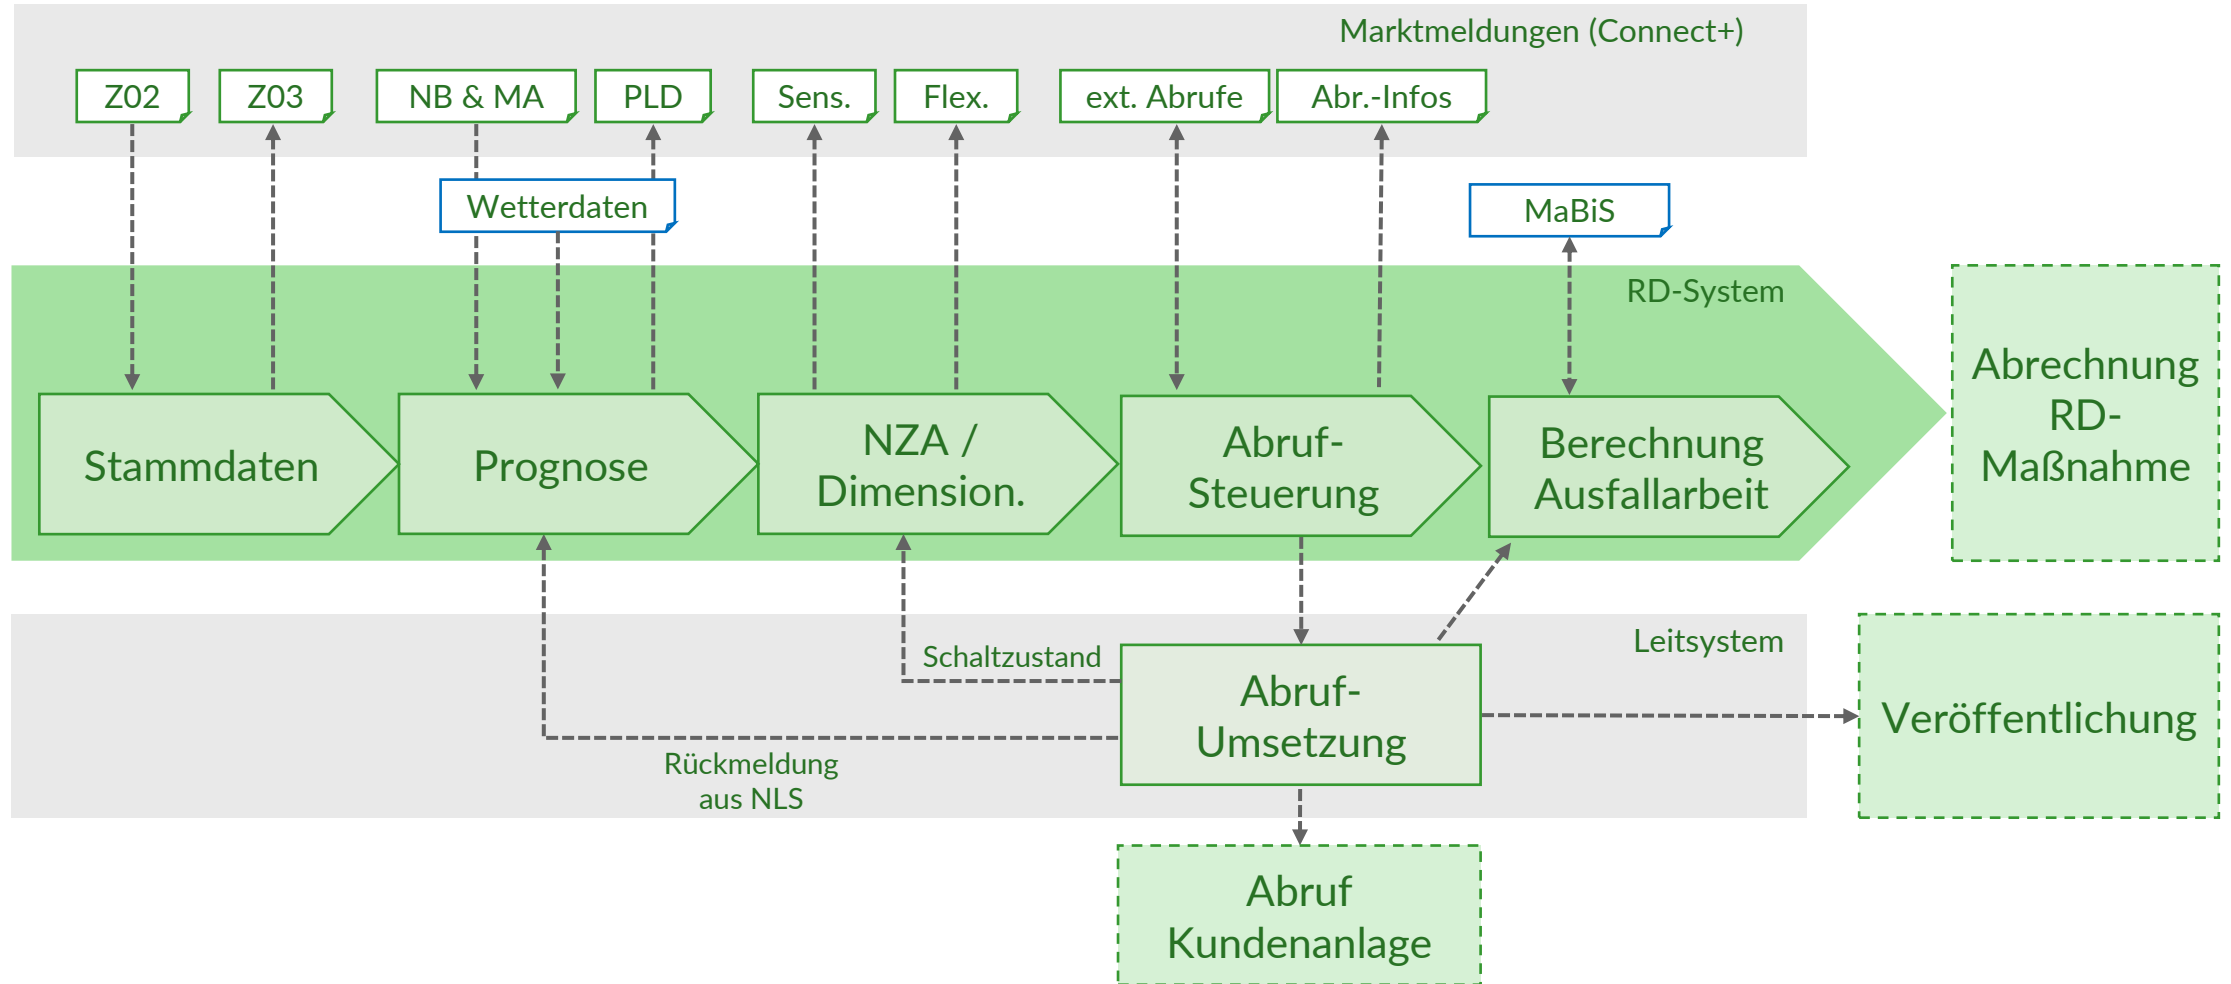 Marktmeldungen (Connect+)
Z02
Z03
NB & MA
PLD
Sens.
Flex.
ext. Abrufe
Abr.-Infos
Wetterdaten
MaBiS
RD-System
Stammdaten
Prognose
NZA /
Dimension.
Abruf-
Steuerung
Berechnung
Ausfallarbeit
Abrechnung
RD-
Maßnahme
Leitsystem
Schaltzustand
Rückmeldung
aus NLS
Abruf-
Umsetzung
Veröffentlichung
Abruf
Kundenanlage